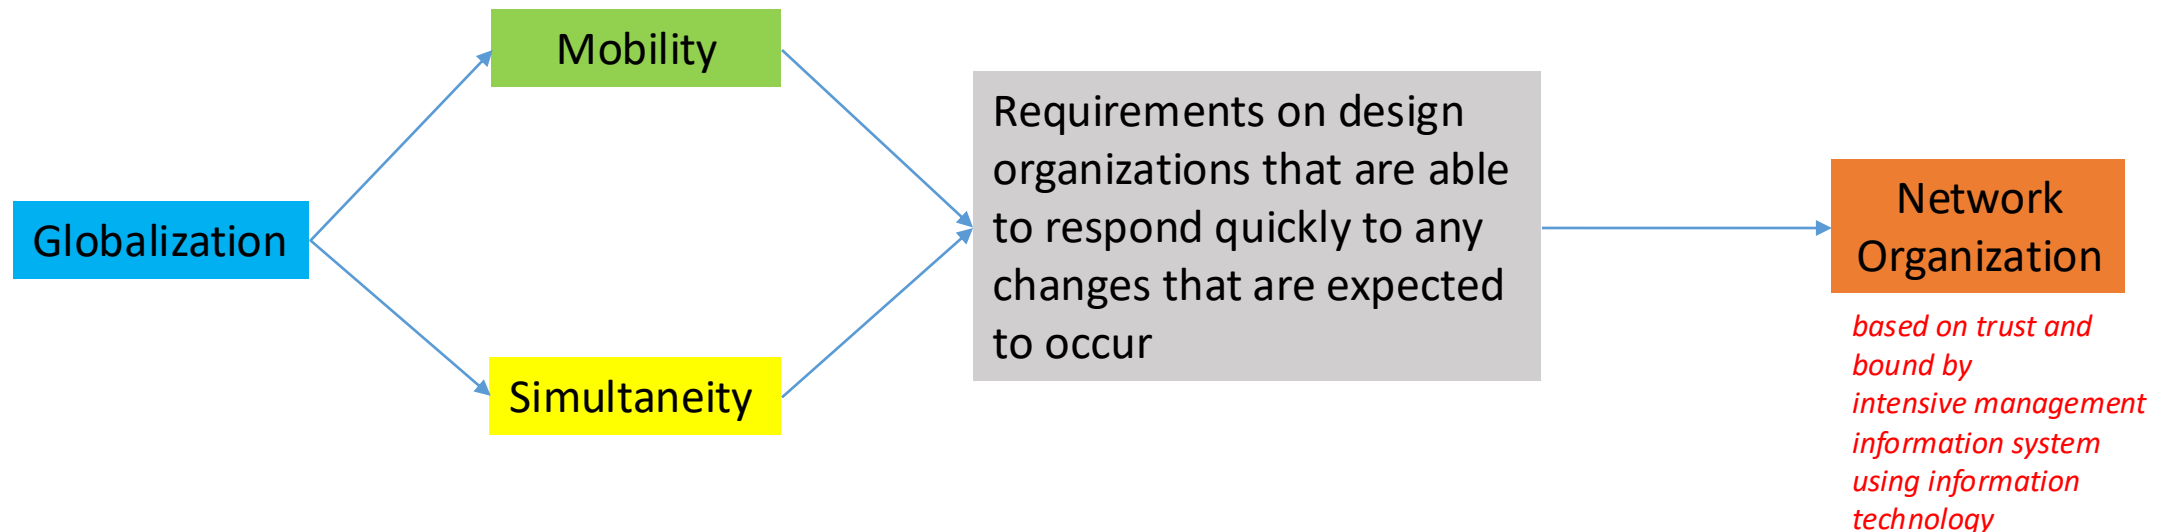 Mobility
Globalization
Simultaneity
Requirements on design
organizations that are able
to respond quickly to any
changes that are expected
to occur
Network
Organization
based on trust and
bound by
intensive management
information system
using information
technology